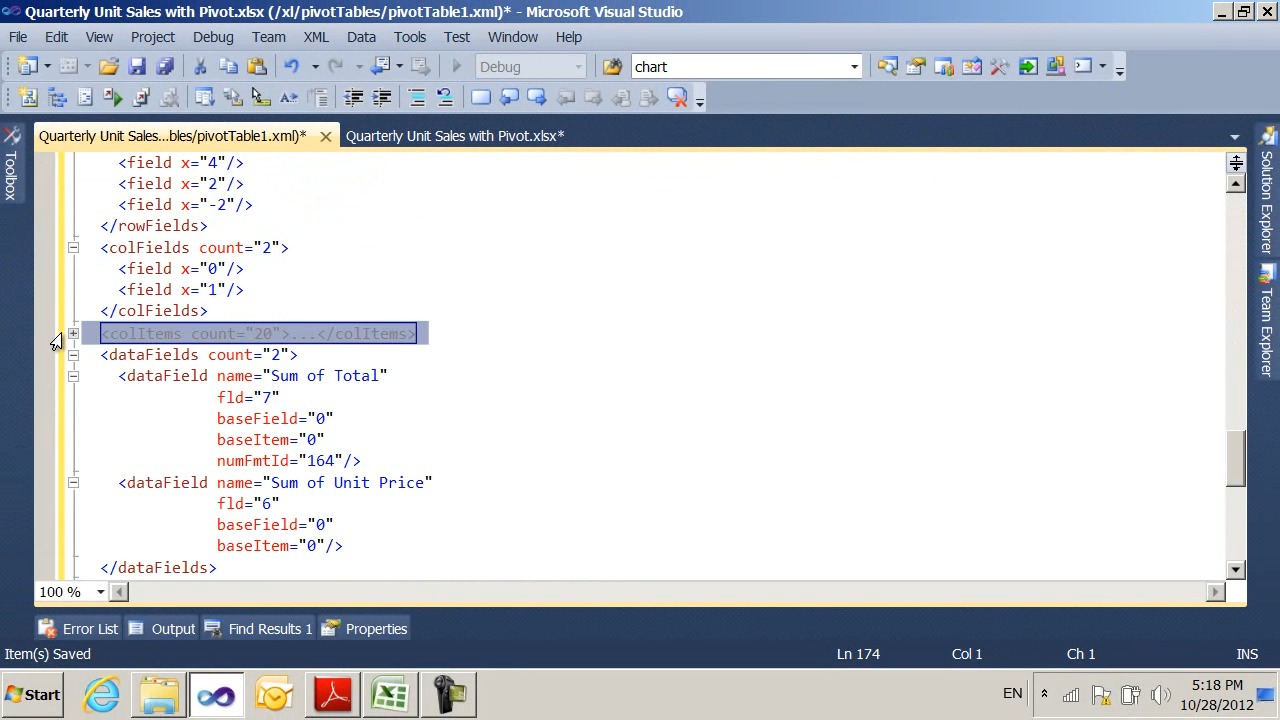 Quarterly Unit Sales with Pivot.xlsx (/xl/pivotTables/pivotTable1.xml)* - Microsoft Visual Studio
File Edit View Project Debug Team XML Data Tools Test Window Help
Debug chart
Quarterly Unit Sales...bles/pivotTable1.xml)* Quarterly Unit Sales with Pivot.xlsx*
Toolbox
Solution Explorer
Team Explorer
<field x="4"/>
<field x="2"/>
<field x="-2"/>
</rowFields>
<colFields count="2">
<field x="0"/>
<field x="1"/>
</colFields>
<colItems count="20">...</colItems>
<dataFields count="2">
<dataField name="Sum of Total"
fld="7"
baseField="0"
baseItem="0"
numFmtId="164"/>
<dataField name="Sum of Unit Price"
fld="6"
baseField="0"
baseItem="0"/>
</dataFields>
100 %
Error List Output Find Results 1 Properties
Item(s) Saved Ln 174 Col 1 Ch 1 INS
Start EN 5:18 PM
10/28/2012